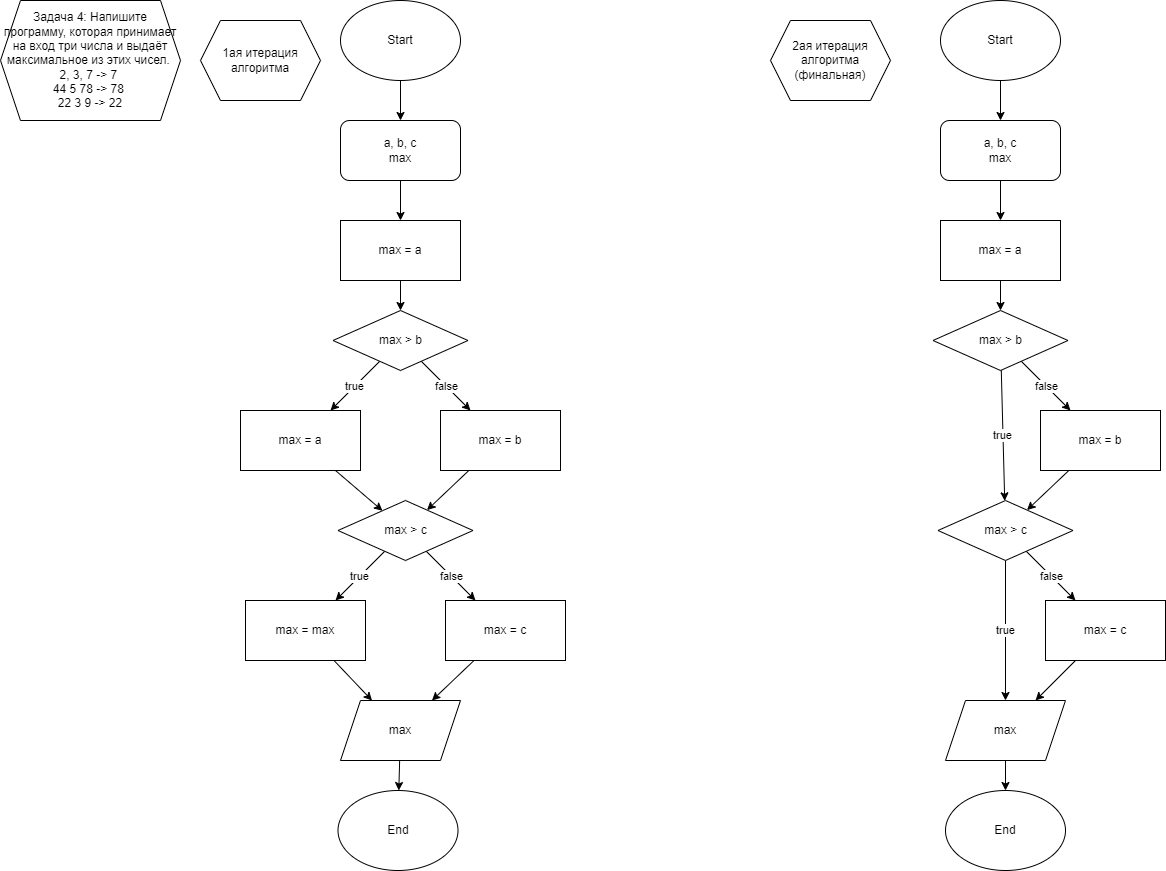 Задача 4: Напишите
программу, которая принимает
на вход три числа и выдаёт
максимальное из этих чисел.
2, 3, 7 -> 7
44 5 78 -> 78
22 3 9 -> 22
1ая итерация
алгоритма
Start
a, b, c
max
max = a
max > b
true
false
max = a
max = b
max > c
true
false
max = max
max = c
max
End
2ая итерация
алгоритма
(финальная)
Start
a, b, c
max
max = a
max > b
false
true
max = b
max > c
false
true
max = c
max
End